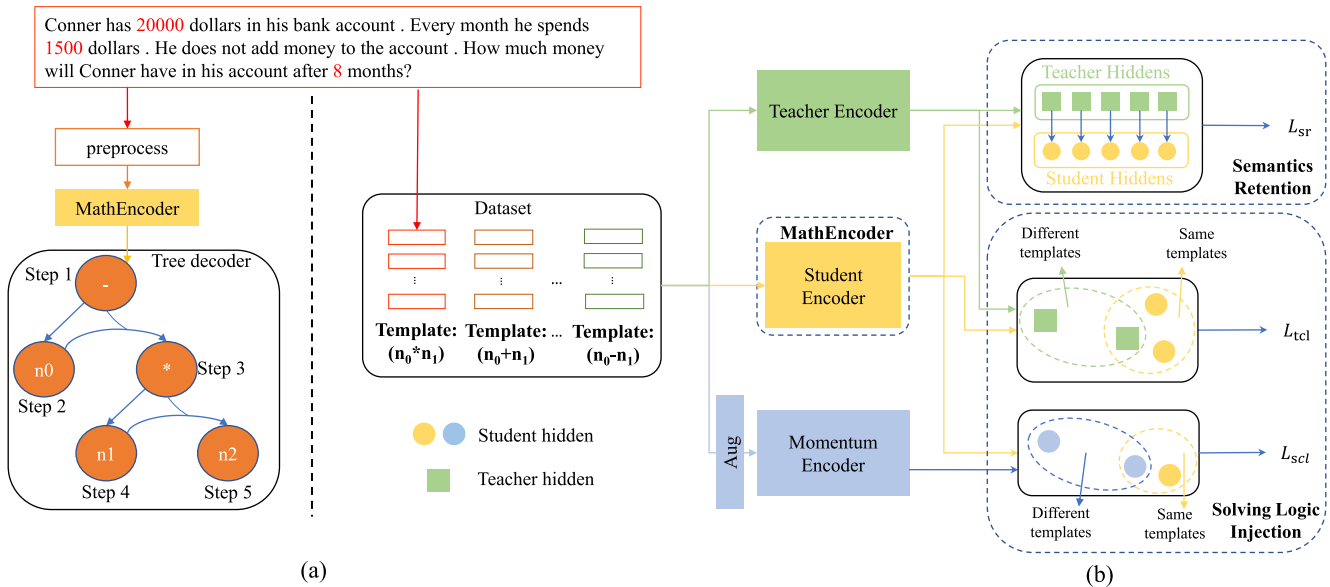 Conner has 20000 dollars in his bank account . Every month he spends
1500 dollars . He does not add money to the account . How much money
will Conner have in his account after 8 months?
preprocess
MathEncoder
Tree decoder
Step 1
-
n0
Step 2
*
Step 3
n1
Step 4
n2
Step 5
(a)
Dataset
...
Template:
(n0*n1)
Template:
(n0+n1)
...
Template:
(n0-n1)
Student hidden
Teacher hidden
Teacher Encoder
MathEncoder
Student
Encoder
Aug
Momentum
Encoder
Teacher Hiddens
Student Hiddens
Lsr
Semantics
Retention
Different
templates
Same
templates
Ltcl
Lscl
Different
templates
Same
templates
Solving Logic
Injection
(b)